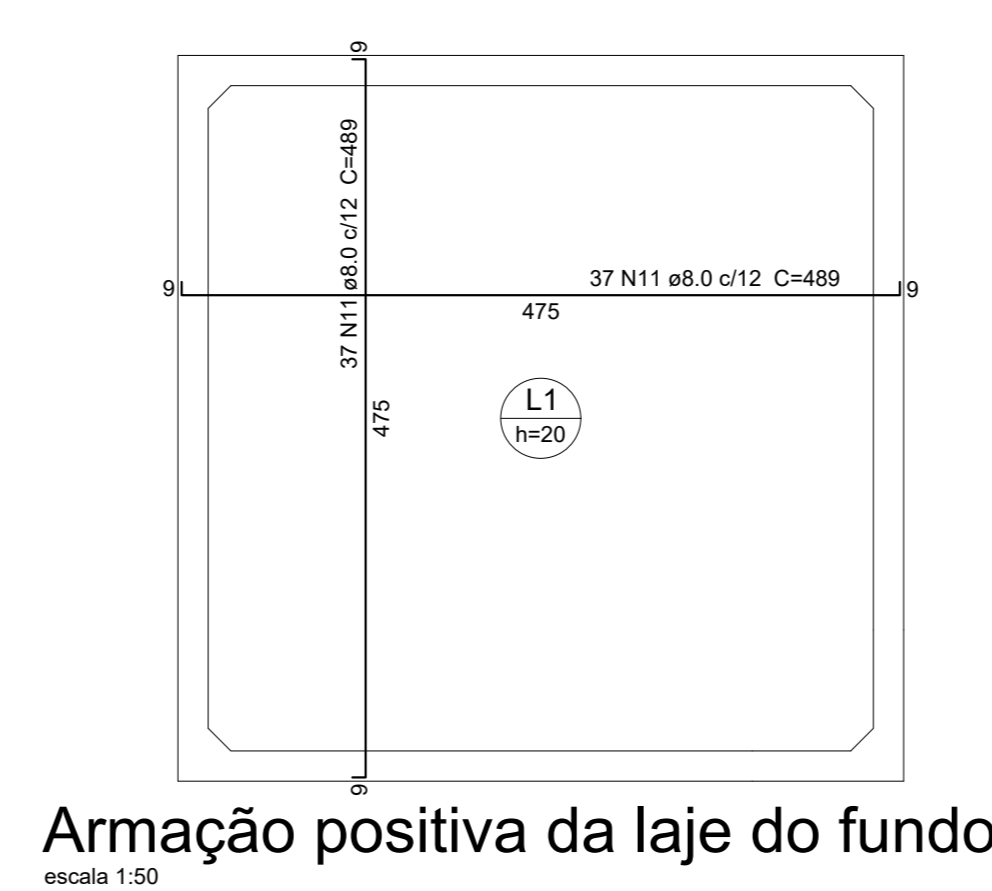 9
37 N11 ø8.0 c/12 C=489
475
9
9
37 N11 ø8.0 c/12 C=489
475
9
L1
h=20
Armação positiva da laje do fundo
escala 1:50